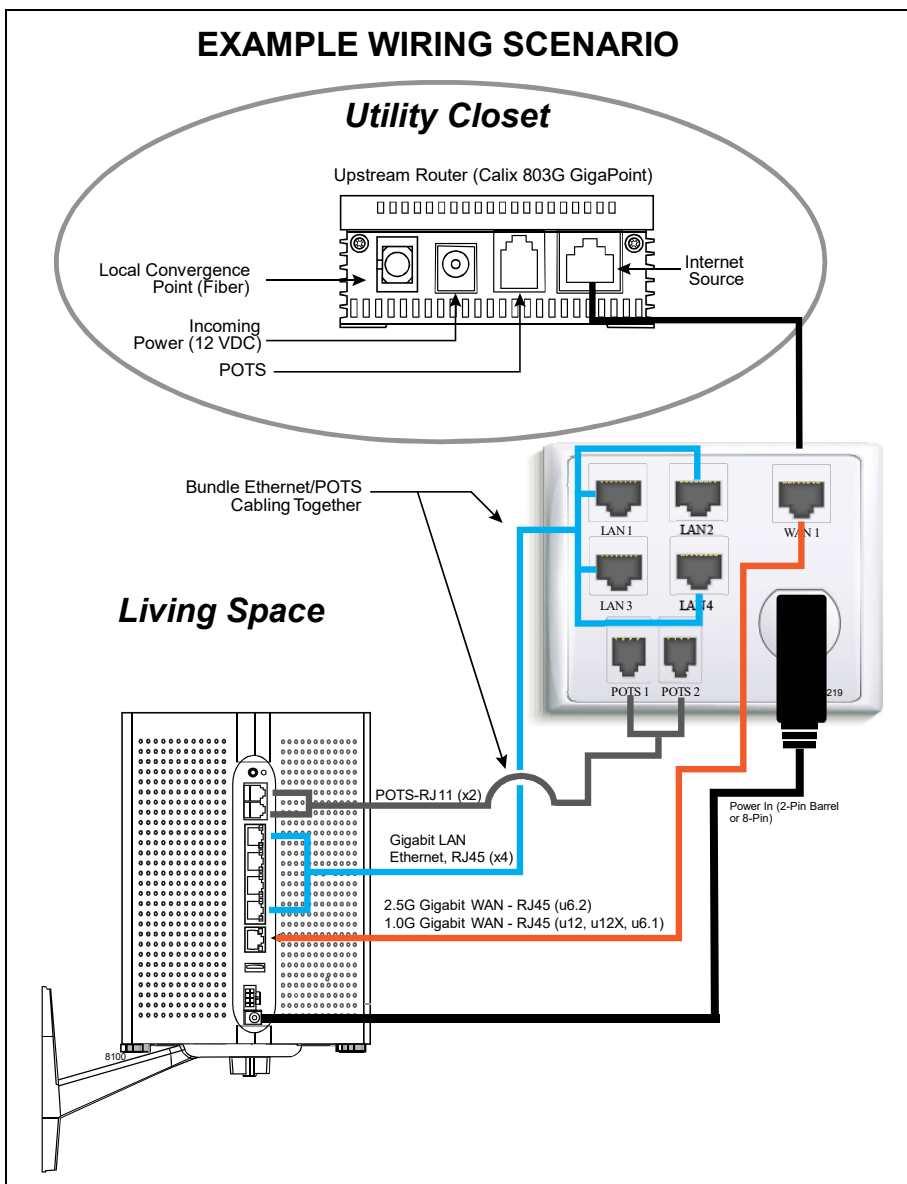 EXAMPLE WIRING SCENARIO
Utility Closet
Upstream Router (Calix 803G GigaPoint)
Local Convergence
Point (Fiber)
Internet
Source
Incoming
Power (12 VDC)
POTS
Bundle Ethernet/POTS
Cabling Together
LAN 1
LAN2
WAN 1
LAN 3
LAN4
POTS 1
POTS 2
219
Living Space
POTS-RJ11 (x2)
Power In (2-Pin Barrel
or 8-Pin)
Gigabit LAN
Ethernet, RJ45 (x4)
2.5G Gigabit WAN - RJ45 (u6.2)
1.0G Gigabit WAN - RJ45 (u12, u12X, u6.1)
8100